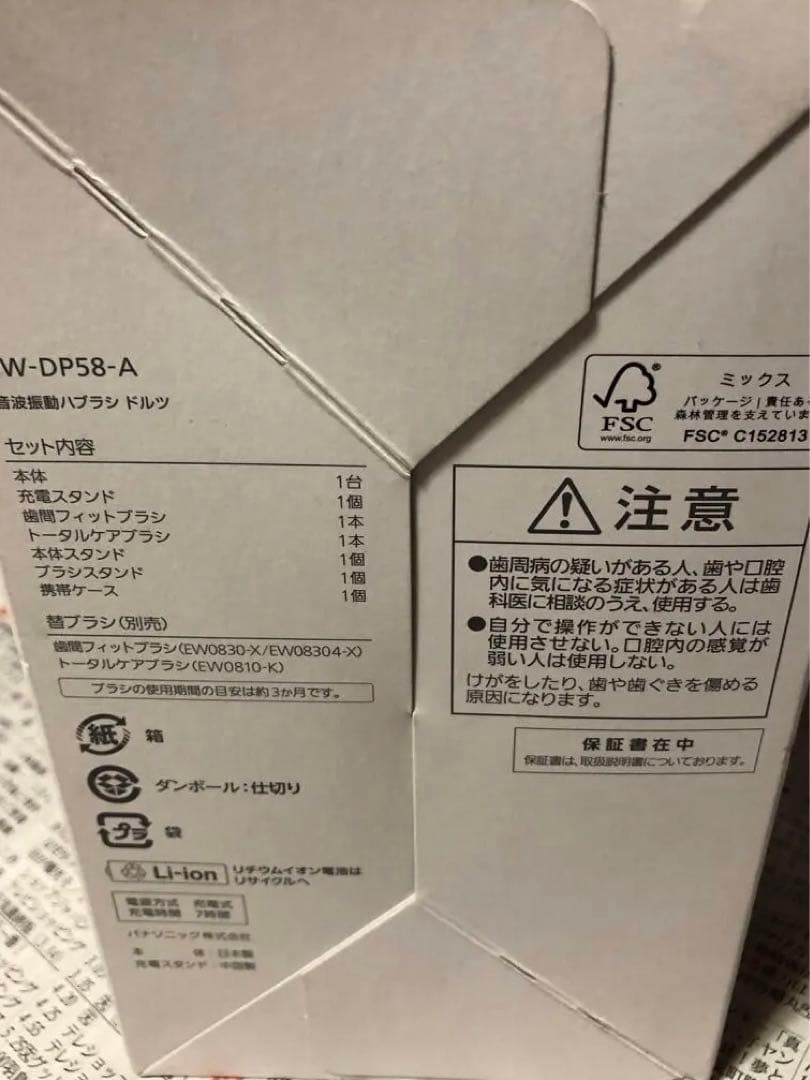 W-DP58-A
音波振動ハブラシ ドルツ
セット内容
本体 1台
充電スタンド 1個
歯間フィットブラシ 1本
トータルケアブラシ 1本
本体スタンド 1個
ブラシスタンド 1個
携帯ケース 1個
替ブラシ(別売)
歯間フィットブラシ(EW0830-X/EW08304-X)
トータルケアブラシ(EW0810-K)
ブラシの使用期間の目安は約3か月です。
紙 箱
ダンボール:仕切り
プラ 袋
Li-ion リチウムイオン電池は
リサイクルへ
電源方式 充電式
充電時間 7時間
パナソニック株式会社
本 体:日本製
充電スタンド:中国製
FSC®
www.fsc.org
ミックス
パッケージ|責任あ
森林管理を支えていま
FSC® C152813
注意
●歯周病の疑いがある人、歯や口腔
内に気になる症状がある人は歯
科医に相談のうえ、使用する。
●自分で操作ができない人には
使用させない。口腔内の感覚が
弱い人は使用しない。
けがをしたり、歯や歯ぐきを傷める
原因になります。
保証書在中
保証書は、取扱説明書についております。